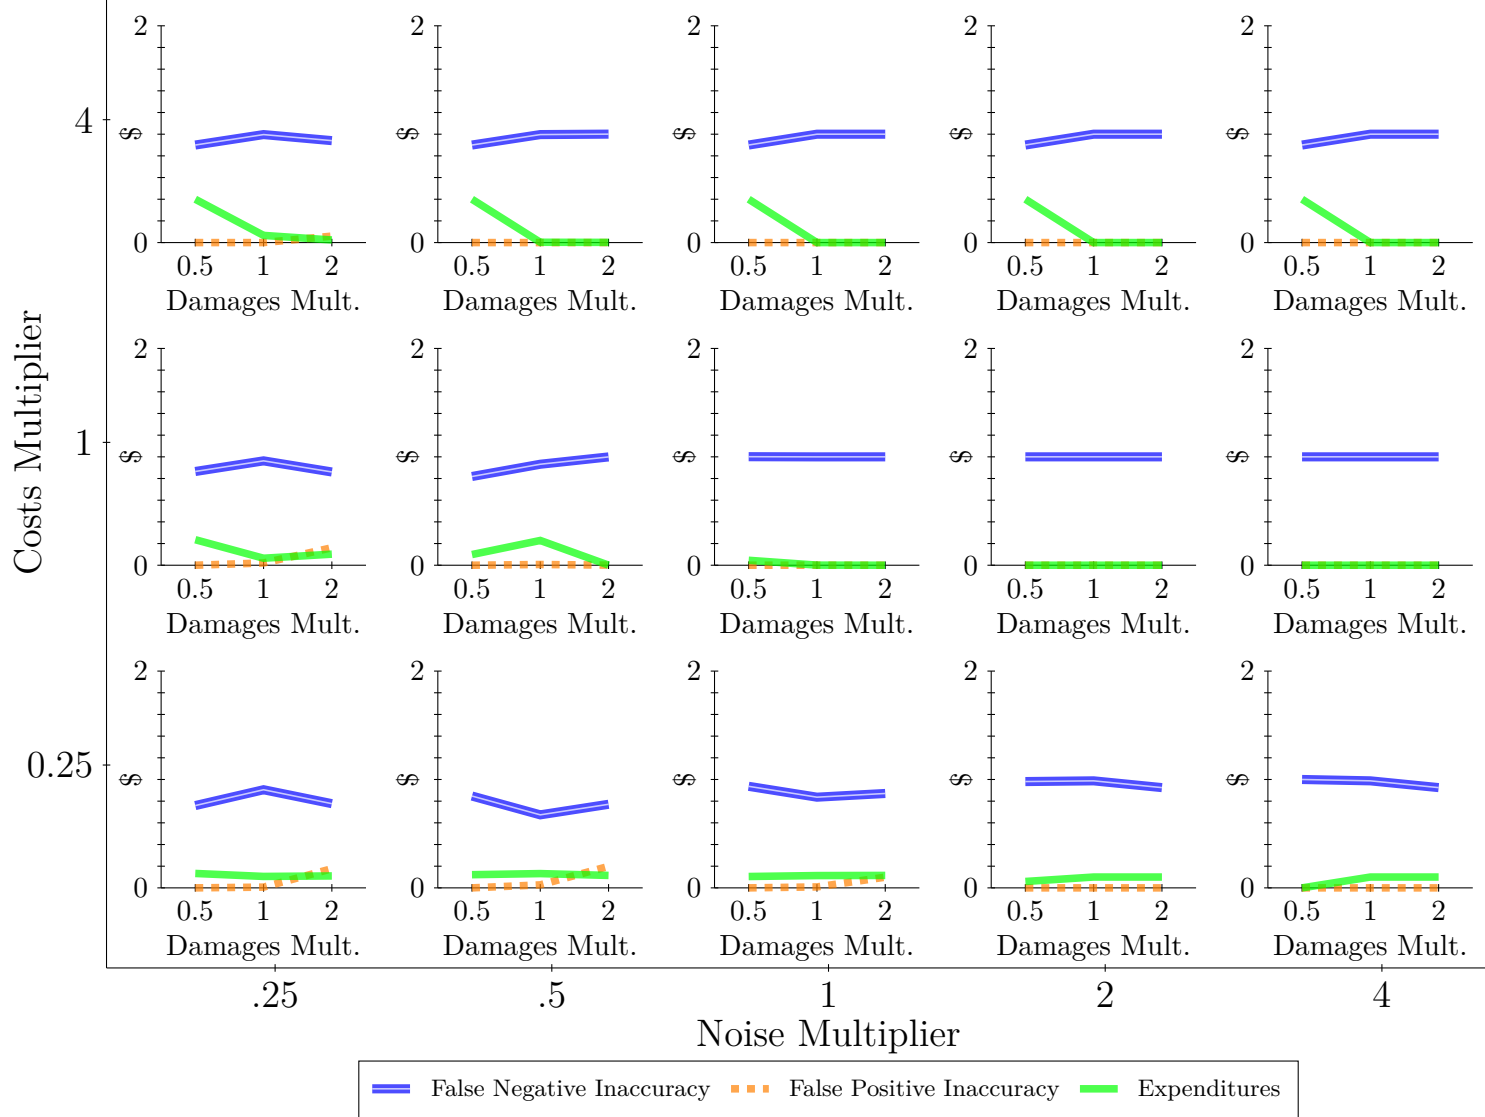 2 2 2 2 2
$ $ $ $ $
4
0 0 0 0 0
0.5 1 2 0.5 1 2 0.5 1 2 0.5 1 2 0.5 1 2
Damages Mult. Damages Mult. Damages Mult. Damages Mult. Damages Mult.
Costs Multiplier
2 2 2 2 2
1
$ $ $ $ $
0 0 0 0 0
0.5 1 2 0.5 1 2 0.5 1 2 0.5 1 2 0.5 1 2
Damages Mult. Damages Mult. Damages Mult. Damages Mult. Damages Mult.
2 2 2 2 2
0.25
$ $ $ $ $
0 0 0 0 0
0.5 1 2 0.5 1 2 0.5 1 2 0.5 1 2 0.5 1 2
Damages Mult. Damages Mult. Damages Mult. Damages Mult. Damages Mult.
.25 .5 1 2 4
Noise Multiplier
False Negative Inaccuracy False Positive Inaccuracy Expenditures